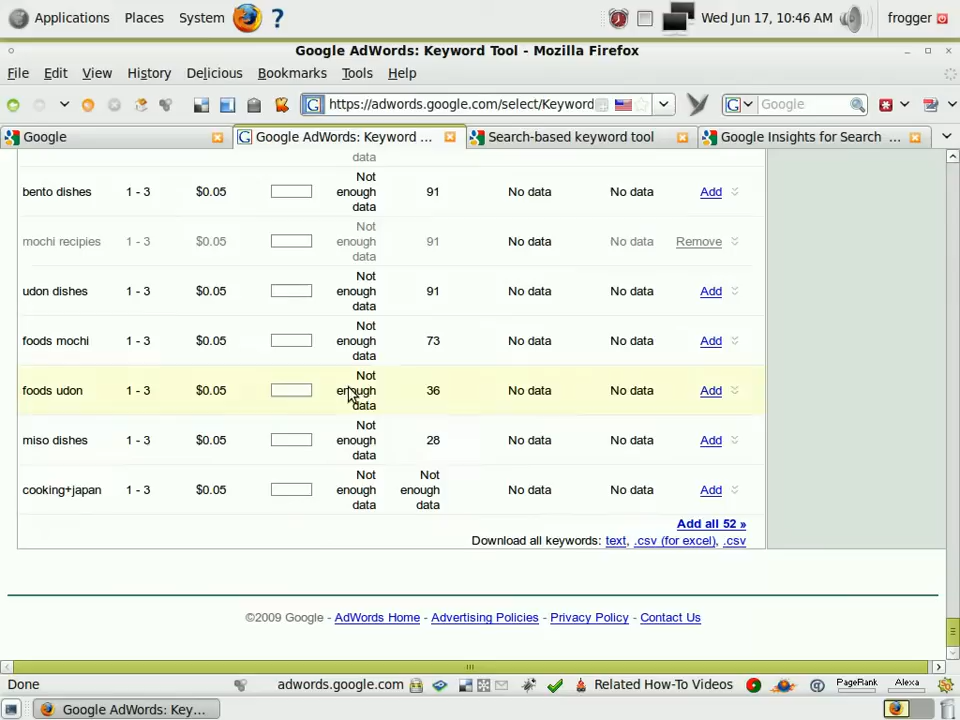 Applications Places System ? Wed Jun 17, 10:46 AM frogger
Google AdWords: Keyword Tool - Mozilla Firefox
File Edit View History Delicious Bookmarks Tools Help
https://adwords.google.com/select/Keyword Google
Google Google AdWords: Keyword ... Search-based keyword tool Google Insights for Search ...
data
bento dishes 1 - 3 $0.05 Not enough data 91 No data No data Add
mochi recipies 1 - 3 $0.05 Not enough data 91 No data No data Remove
udon dishes 1 - 3 $0.05 Not enough data 91 No data No data Add
foods mochi 1 - 3 $0.05 Not enough data 73 No data No data Add
foods udon 1 - 3 $0.05 Not enough data 36 No data No data Add
miso dishes 1 - 3 $0.05 Not enough data 28 No data No data Add
cooking+japan 1 - 3 $0.05 Not enough data Not enough data No data No data Add
Add all 52 »
Download all keywords: text, .csv (for excel), .csv
©2009 Google - AdWords Home - Advertising Policies - Privacy Policy - Contact Us
Done adwords.google.com Related How-To Videos PageRank Alexa
Google AdWords: Key...